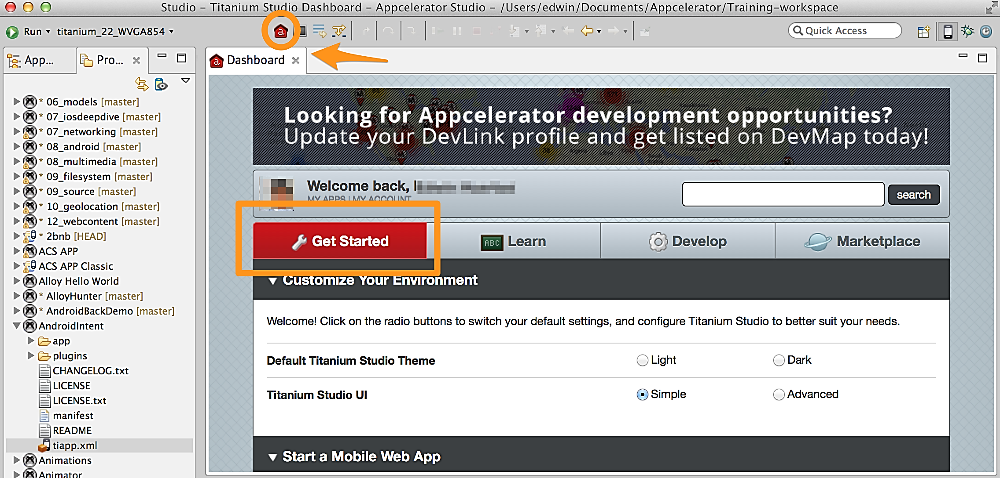 Studio – Titanium Studio Dashboard – Appcelerator Studio – /Users/edwin/Documents/Appcelerator/Training-workspace
Run titanium_22_WVGA854
Quick Access
App...
Pro...
Dashboard
* 06_models [master]
* 07_iosdeepdive [master]
* 07_networking [master]
* 08_android [master]
* 08_multimedia [master]
* 09_filesystem [master]
* 09_source [master]
* 10_geolocation [master]
* 12_webcontent [master]
* 2bnb [HEAD]
ACS APP
ACS APP Classic
Alloy Hello World
* AlloyHunter [master]
* AndroidBackDemo [master]
AndroidIntent
app
plugins
CHANGELOG.txt
LICENSE
LICENSE.txt
manifest
README
tiapp.xml
Animations
Animator
Looking for Appcelerator development opportunities?
Update your DevLink profile and get listed on DevMap today!
Welcome back,
MY APPS | MY ACCOUNT
search
Get Started
ABC Learn
Develop
Marketplace
Customize Your Environment
Welcome! Click on the radio buttons to switch your default settings, and configure Titanium Studio to better suit your needs.
Default Titanium Studio Theme Light Dark
Titanium Studio UI Simple Advanced
Start a Mobile Web App